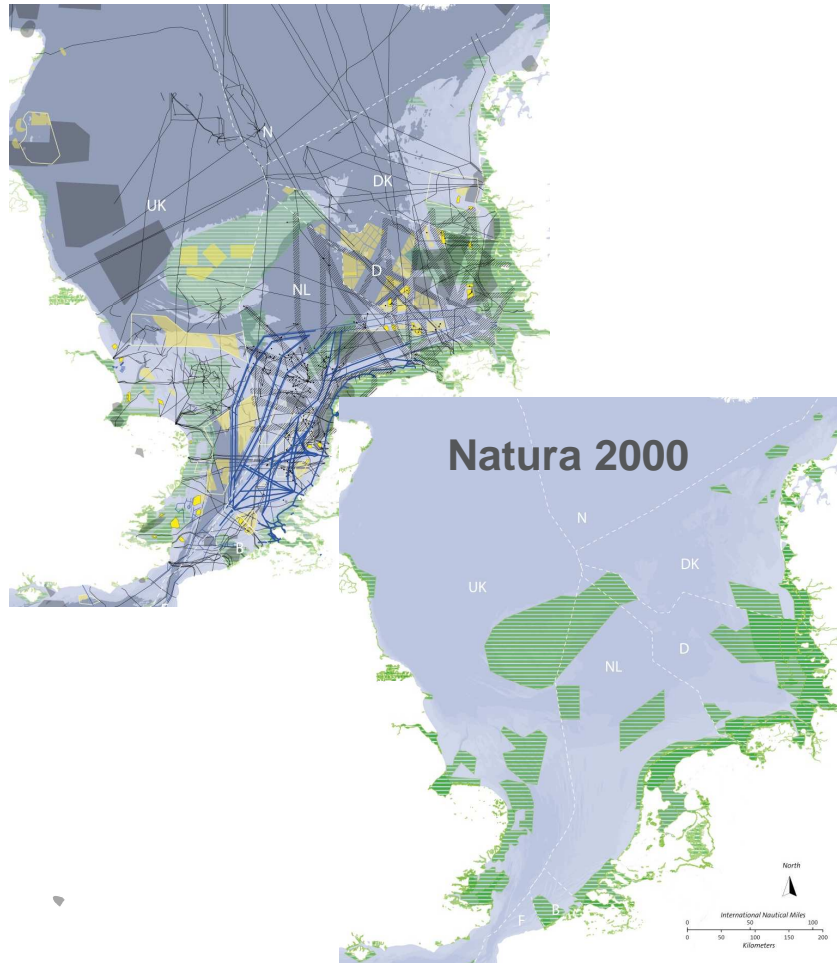 N
DK
UK
D
NL
B
Natura 2000
N
DK
UK
D
NL
B
F
North
International Nautical Miles
0 50 100
0 50 100 150 200
Kilometers